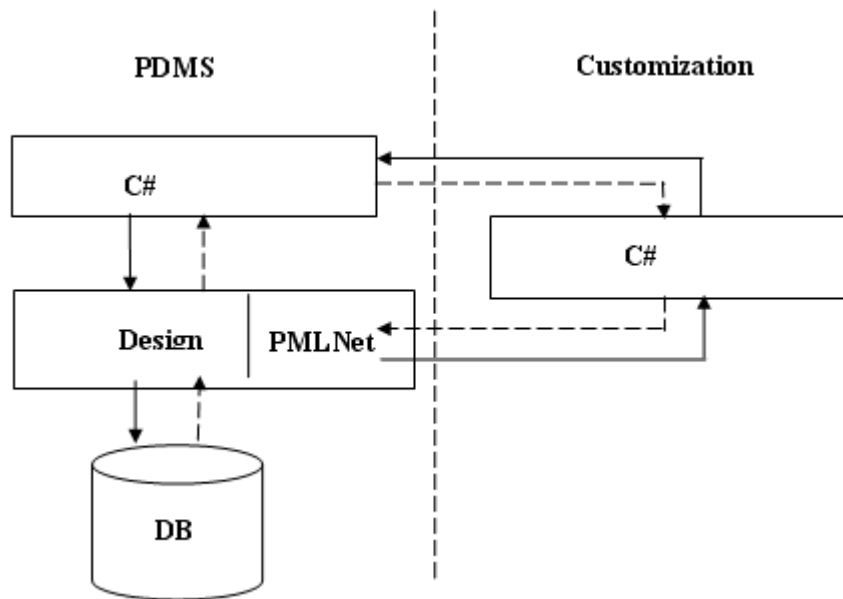 PDMS
Customization
C#
C#
Design
PMLNet
DB